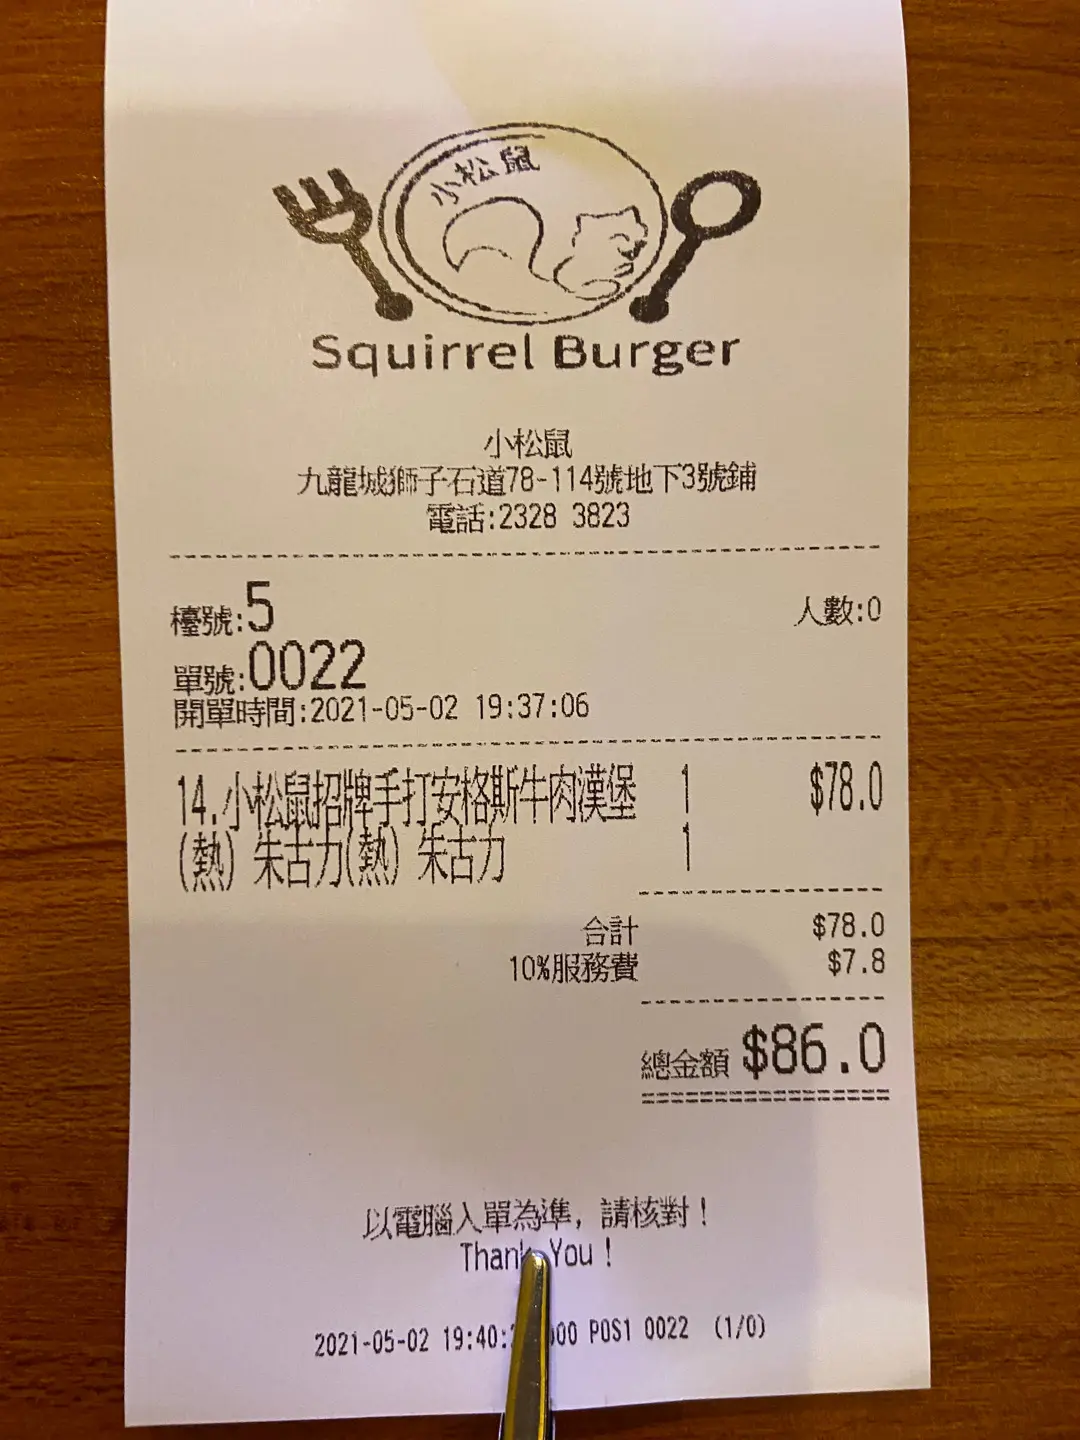 小松鼠
Squirrel Burger
小松鼠
九龍城獅子石道78-114號地下3號鋪
電話:2328 3823
檯號:5 人數:0
單號:0022
開單時間:2021-05-02 19:37:06
14.小松鼠招牌手打安格斯牛肉漢堡 1 $78.0
(熱) 朱古力(熱) 朱古力 1
合計 $78.0
10%服務費 $7.8
總金額 $86.0
以電腦入單為準，請核對！
Thank You !
2021-05-02 19:40: POS1 0022 (1/0)